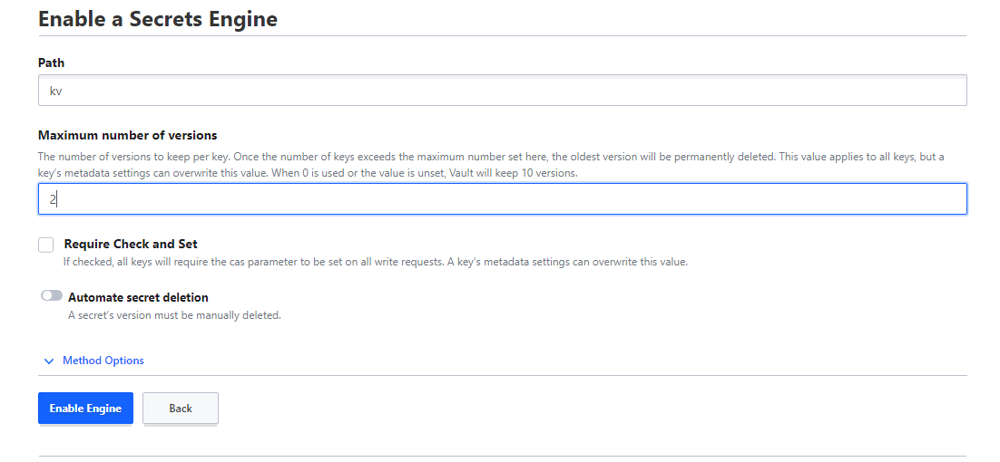 Enable a Secrets Engine
Path
kv
Maximum number of versions
The number of versions to keep per key. Once the number of keys exceeds the maximum number set here, the oldest version will be permanently deleted. This value applies to all keys, but a
key’s metadata settings can overwrite this value. When 0 is used or the value is unset, Vault will keep 10 versions.
2
Require Check and Set
If checked, all keys will require the cas parameter to be set on all write requests. A key’s metadata settings can overwrite this value.
Automate secret deletion
A secret’s version must be manually deleted.
Method Options
Enable Engine
Back